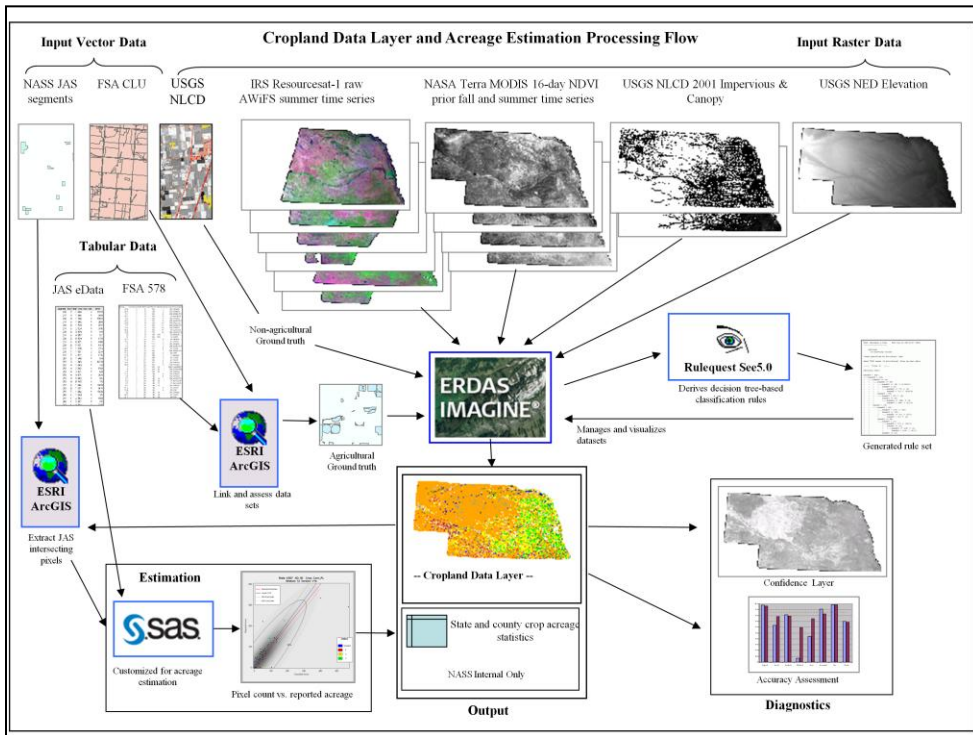 Cropland Data Layer and Acreage Estimation Processing Flow
Input Vector Data
Input Raster Data
NASS JAS
segments
FSA CLU
USGS
NLCD
IRS Resourcesat-1 raw
AWiFS summer time series
NASA Terra MODIS 16-day NDVI
prior fall and summer time series
USGS NLCD 2001 Impervious &
Canopy
USGS NED Elevation
Tabular Data
JAS eData
FSA 578
Non-agricultural
Ground truth
ERDAS
IMAGINE®
Rulequest See5.0
Derives decision tree-based
classification rules
Manages and visualizes
datasets
Generated rule set
ESRI
ArcGIS
Link and assess data
sets
Agricultural
Ground truth
ESRI
ArcGIS
Extract JAS
intersecting
pixels
-- Cropland Data Layer --
Confidence Layer
Estimation
sas.
Customized for acreage
estimation
Pixel count vs. reported acreage
State and county crop acreage
statistics
NASS Internal Only
Output
Accuracy Assessment
Diagnostics